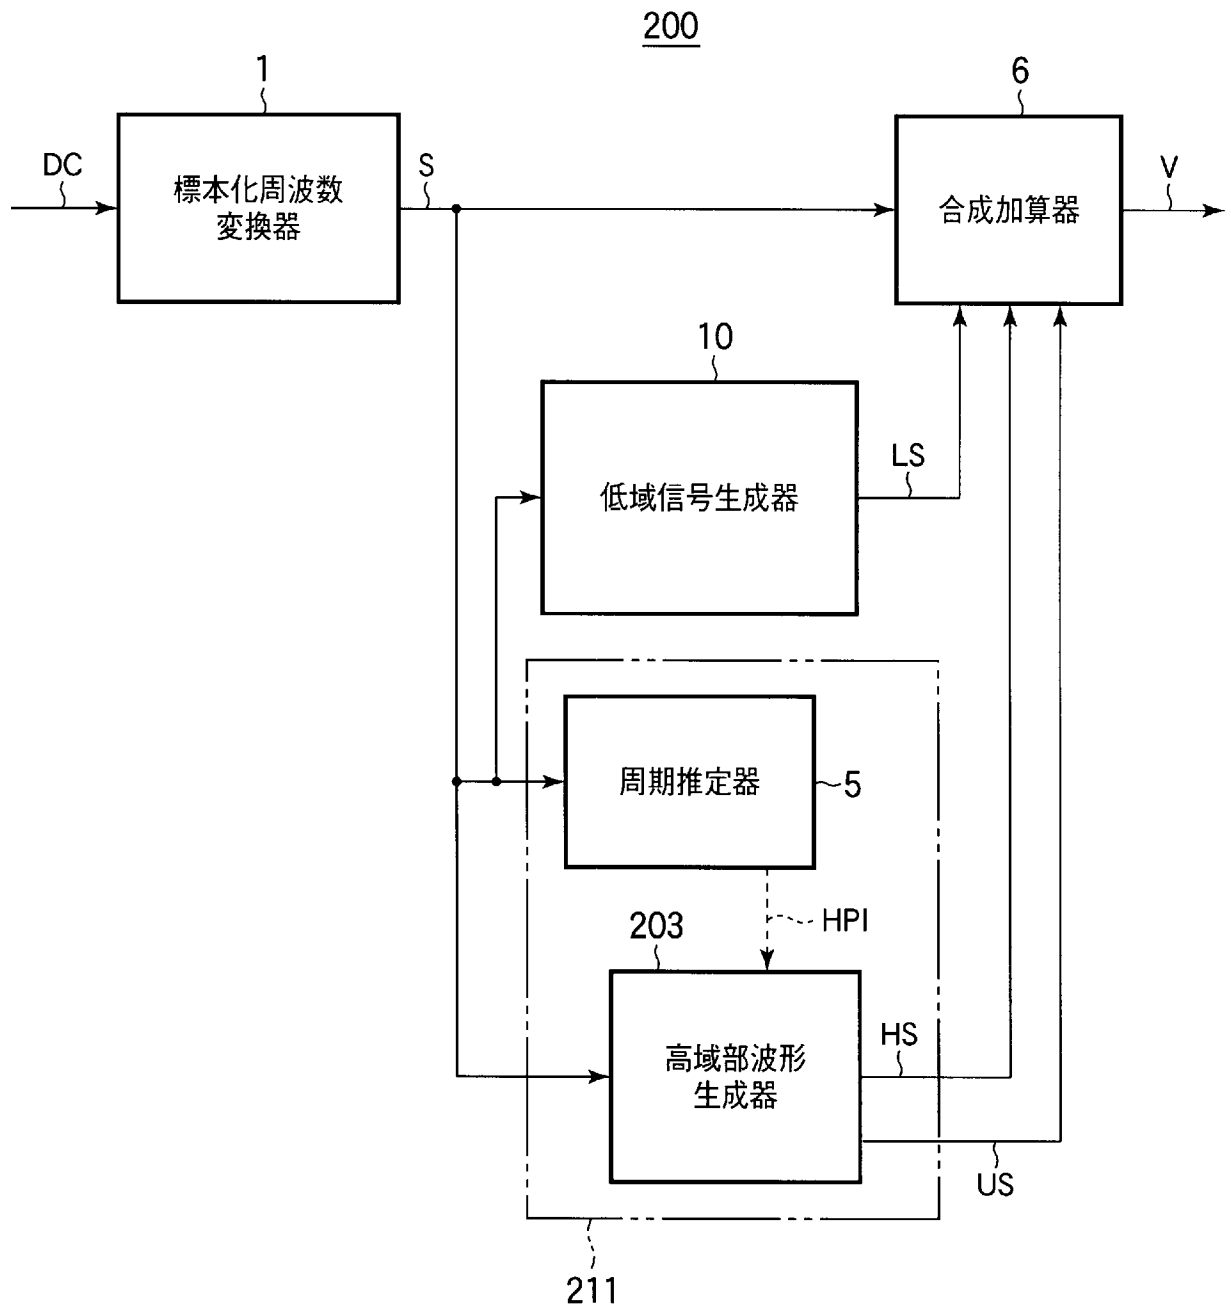 200
1
6
DC
標本化周波数
変換器
S
合成加算器
V
10
低域信号生成器
LS
周期推定器
5
HPI
203
高域部波形
生成器
HS
US
211